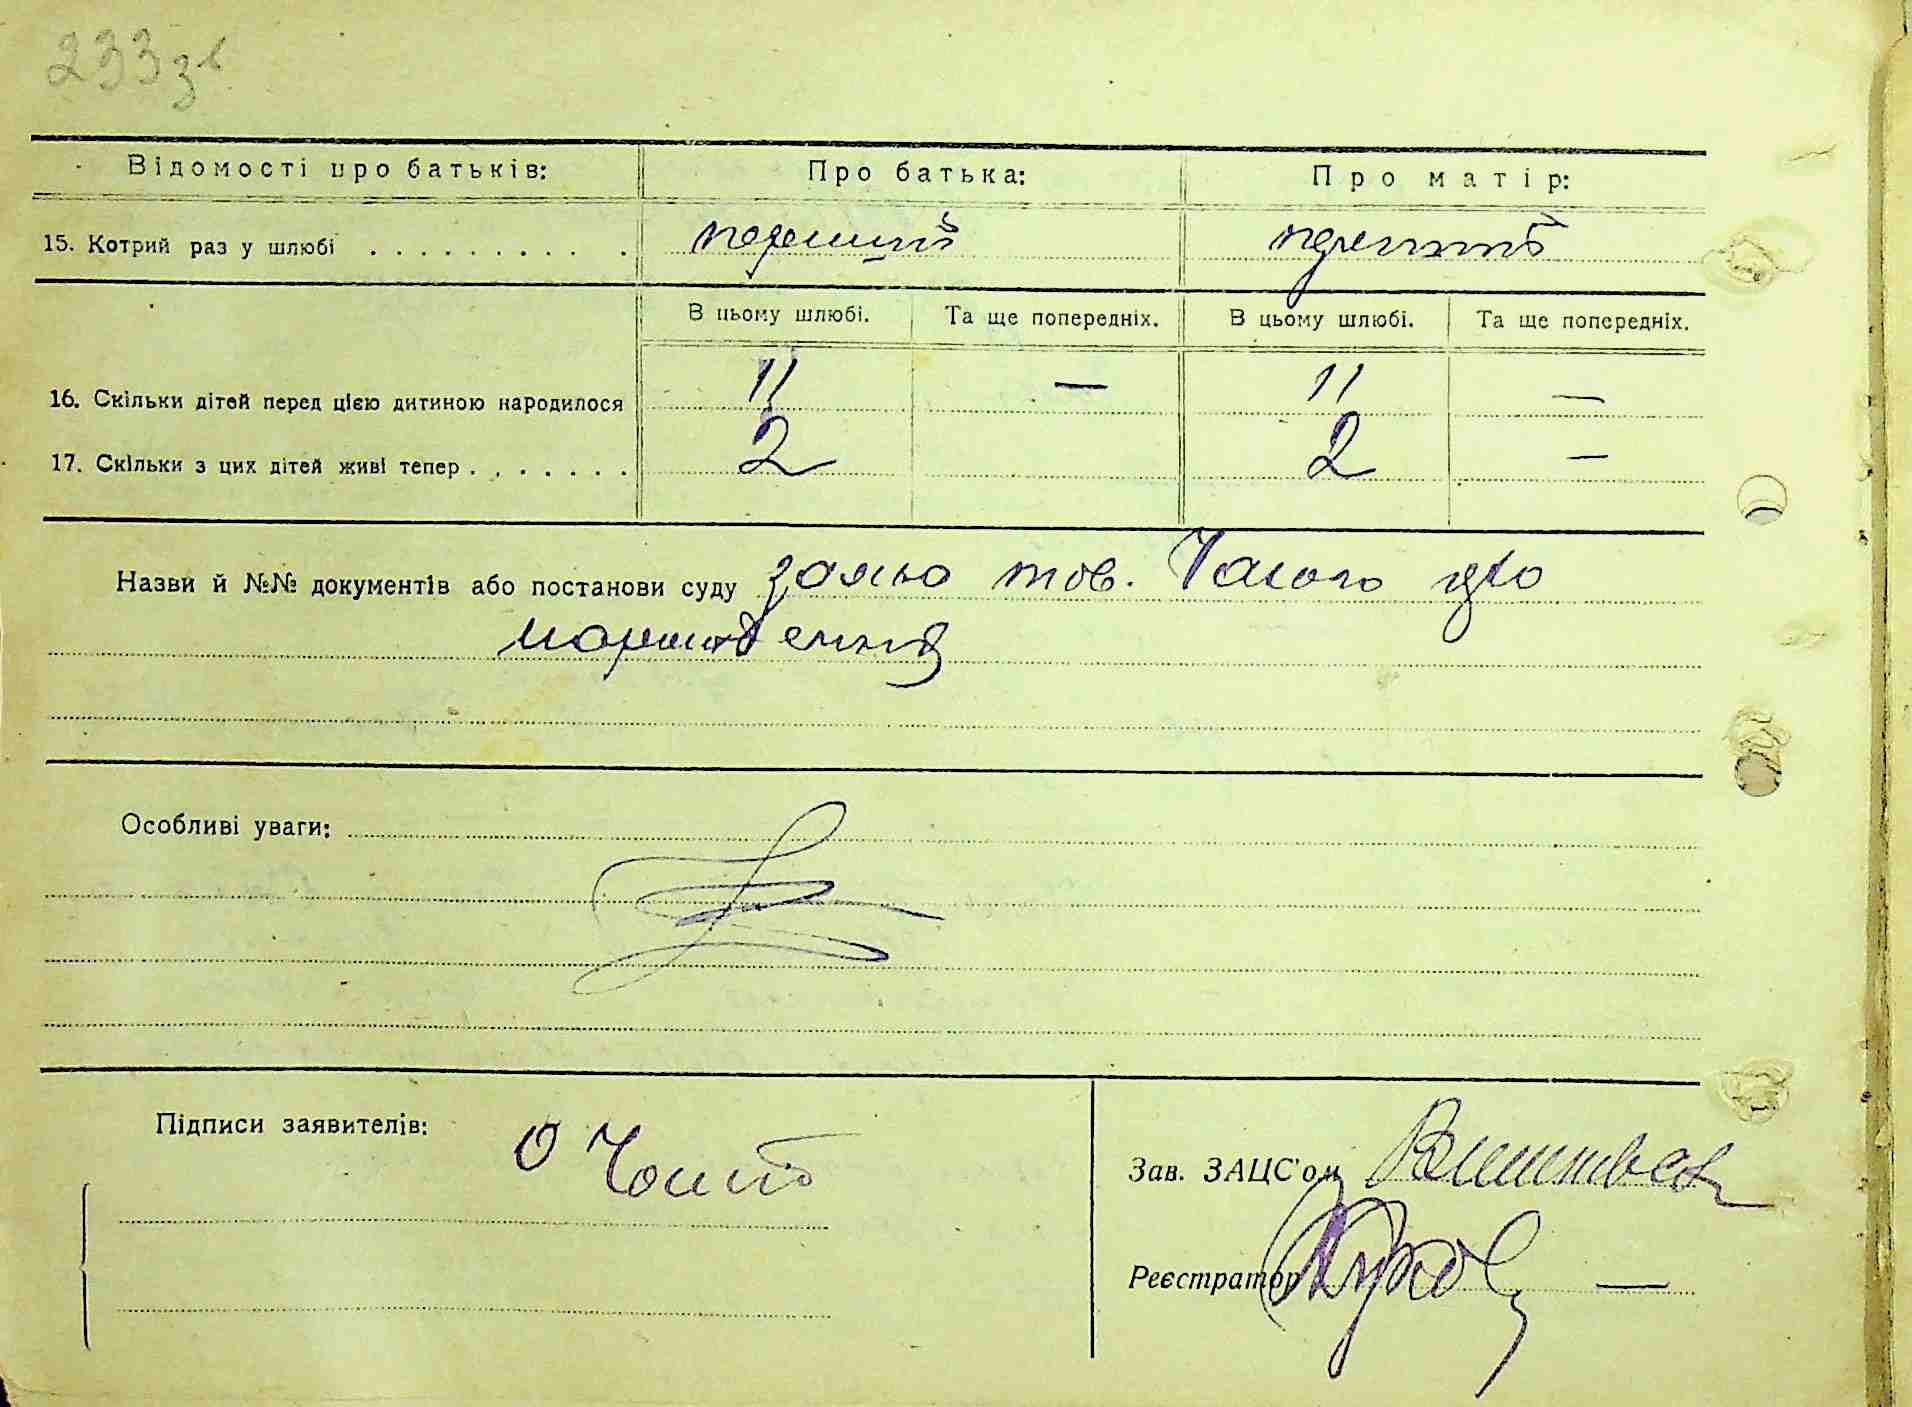 233зв
Відомості про батьків: Про батька: Про матір:
15. Котрий раз у шлюбі . . . . . . . . . . перший перший
В цьому шлюбі. Та ще попередніх. В цьому шлюбі. Та ще попередніх.
16. Скільки дітей перед цією дитиною народилося 11 — 11 —
17. Скільки з цих дітей живі тепер . . . . . . . 2 2 —
Назви й №№ документів або постанови суду заява тов. про
народження
Особливі уваги:
Підписи заявителів:
Зав. ЗАЦС'ом
Реєстратор —